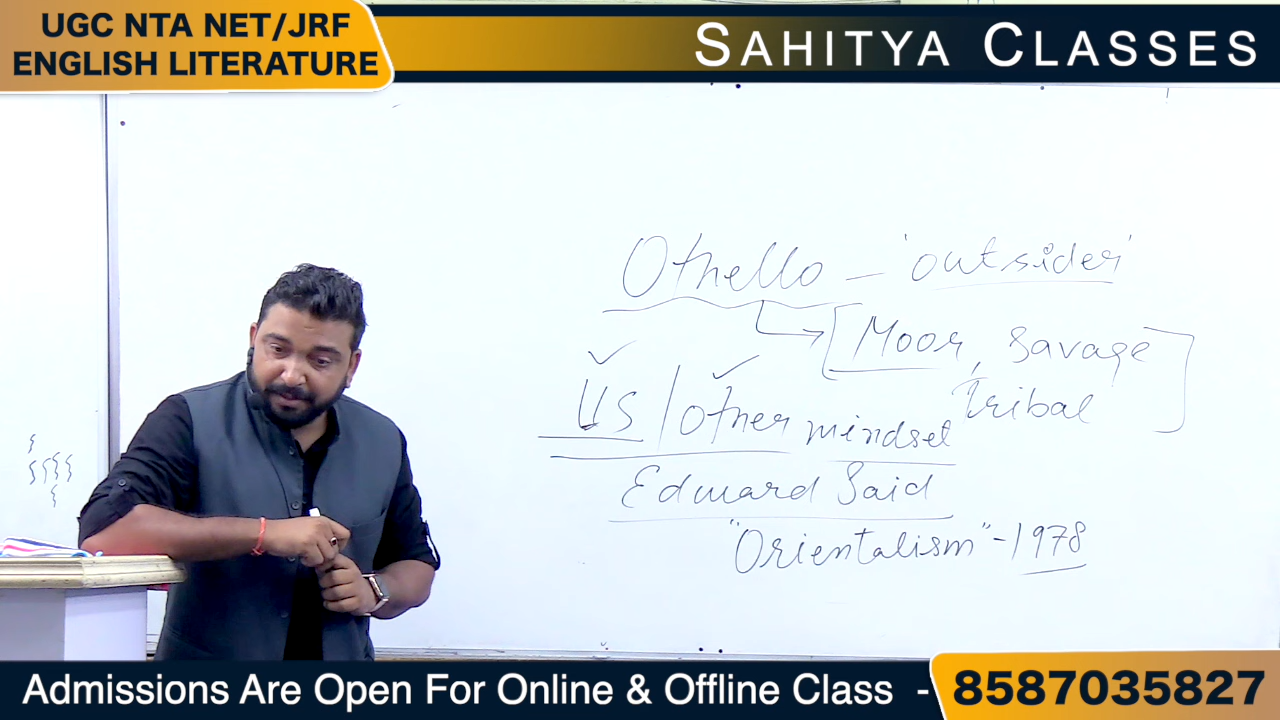 UGC NTA NET/JRF
ENGLISH LITERATURE
SAHITYA CLASSES
Othello - 'outsider'
[Moor, Savage
Tribal]
US / other mindset
Edward Said
"Orientalism" - 1978
Admissions Are Open For Online & Offline Class - 8587035827